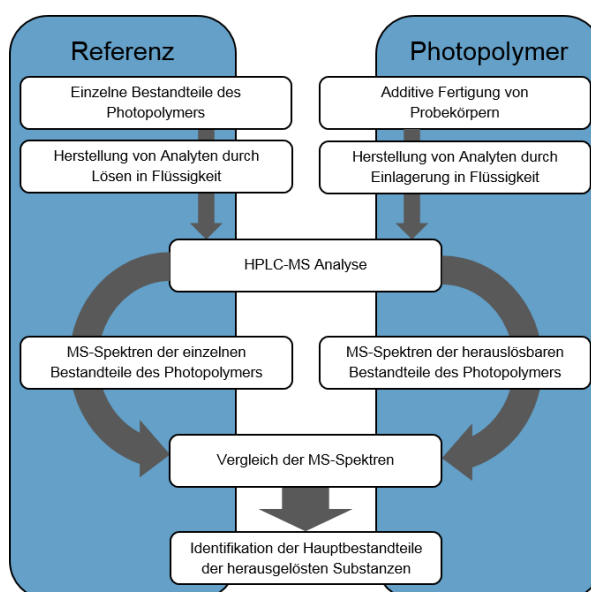 Referenz
Photopolymer
Einzelne Bestandteile des
Photopolymers
Additive Fertigung von
Probekörpern
Herstellung von Analyten durch
Lösen in Flüssigkeit
Herstellung von Analyten durch
Einlagerung in Flüssigkeit
HPLC-MS Analyse
MS-Spektren der einzelnen
Bestandteile des Photopolymers
MS-Spektren der herauslösbaren
Bestandteile des Photopolymers
Vergleich der MS-Spektren
Identifikation der Hauptbestandteile
der herausgelösten Substanzen